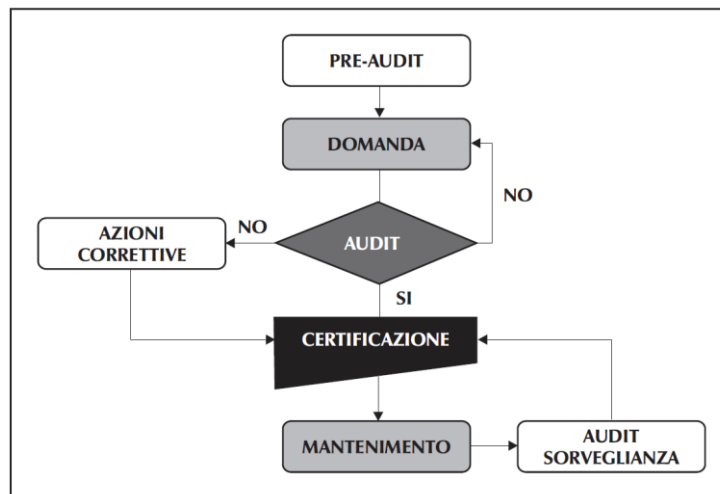 PRE-AUDIT
DOMANDA
NO
NO
AZIONI
CORRETTIVE
AUDIT
SI
CERTIFICAZIONE
MANTENIMENTO
AUDIT
SORVEGLIANZA